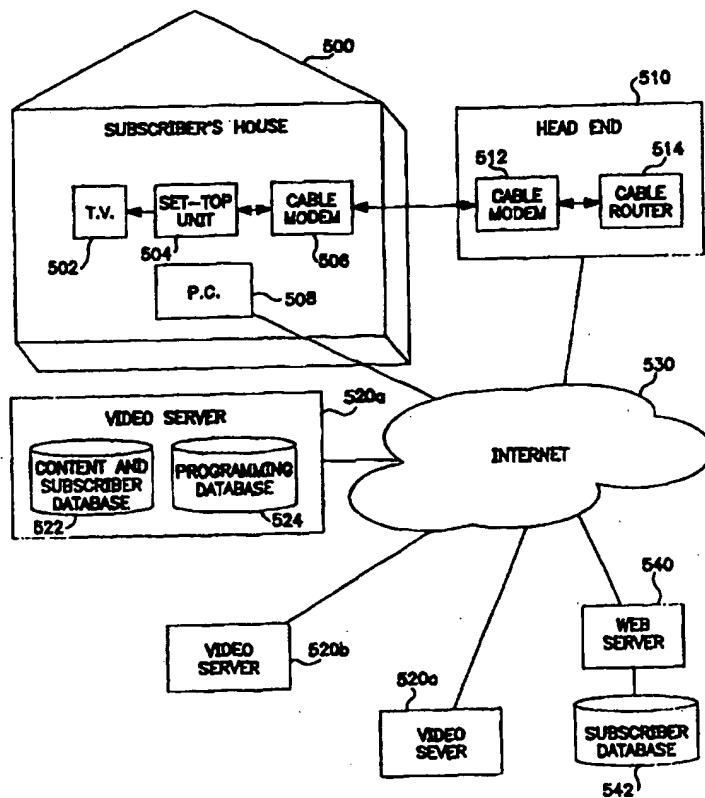 500
SUBSCRIBER'S HOUSE
T.V.
502
SET-TOP
UNIT
504
CABLE
MODEM
506
P.C.
508
510
HEAD END
512
CABLE
MODEM
514
CABLE
ROUTER
520a
VIDEO SERVER
CONTENT AND
SUBSCRIBER
DATABASE
522
PROGRAMMING
DATABASE
524
530
INTERNET
VIDEO
SERVER
520b
520c
VIDEO
SEVER
540
WEB
SERVER
SUBSCRIBER
DATABASE
542